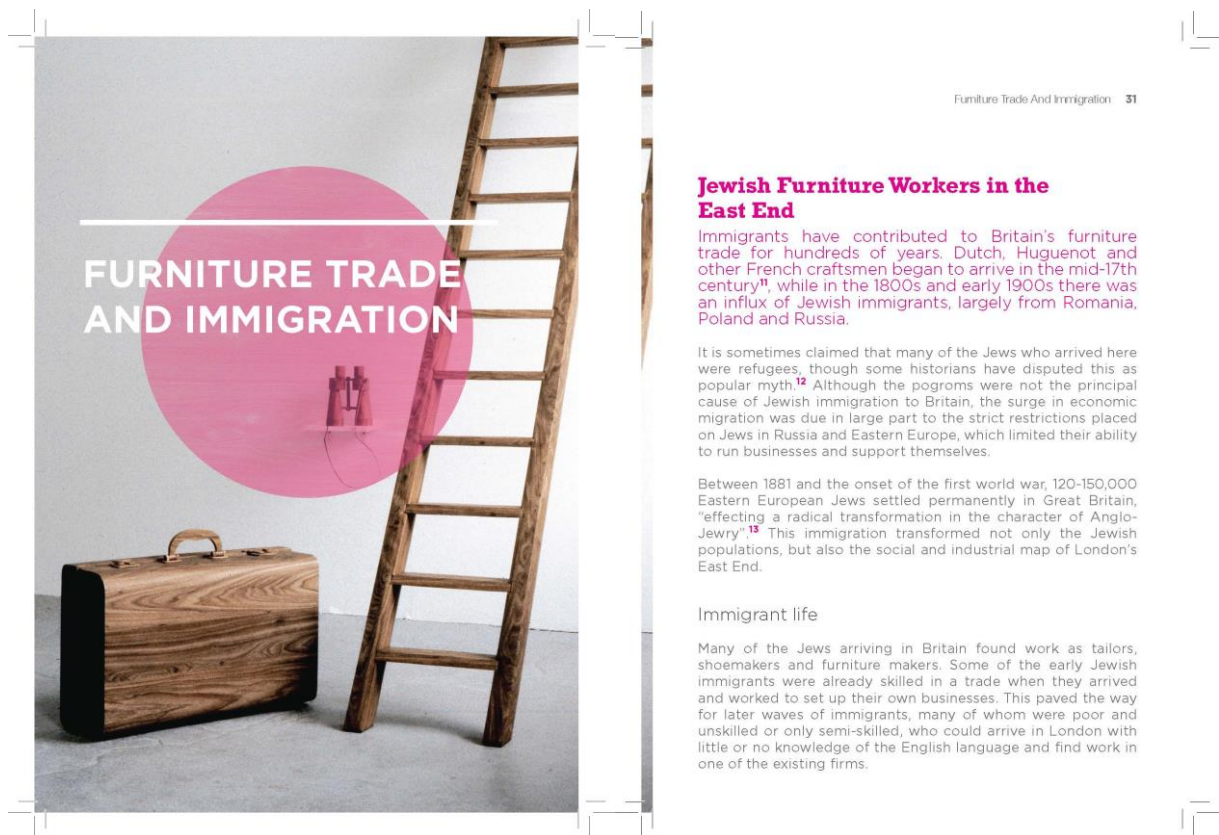 FURNITURE TRADE
AND IMMIGRATION
Furniture Trade And Immigration 31
Jewish Furniture Workers in the
East End
Immigrants have contributed to Britain's furniture
trade for hundreds of years. Dutch, Huguenot and
other French craftsmen began to arrive in the mid-17th
century¹¹, while in the 1800s and early 1900s there was
an influx of Jewish immigrants, largely from Romania,
Poland and Russia.
It is sometimes claimed that many of the Jews who arrived here
were refugees, though some historians have disputed this as
popular myth.¹² Although the pogroms were not the principal
cause of Jewish immigration to Britain, the surge in economic
migration was due in large part to the strict restrictions placed
on Jews in Russia and Eastern Europe, which limited their ability
to run businesses and support themselves.
Between 1881 and the onset of the first world war, 120-150,000
Eastern European Jews settled permanently in Great Britain,
“effecting a radical transformation in the character of Anglo-
Jewry”.¹³ This immigration transformed not only the Jewish
populations, but also the social and industrial map of London's
East End.
Immigrant life
Many of the Jews arriving in Britain found work as tailors,
shoemakers and furniture makers. Some of the early Jewish
immigrants were already skilled in a trade when they arrived
and worked to set up their own businesses. This paved the way
for later waves of immigrants, many of whom were poor and
unskilled or only semi-skilled, who could arrive in London with
little or no knowledge of the English language and find work in
one of the existing firms.